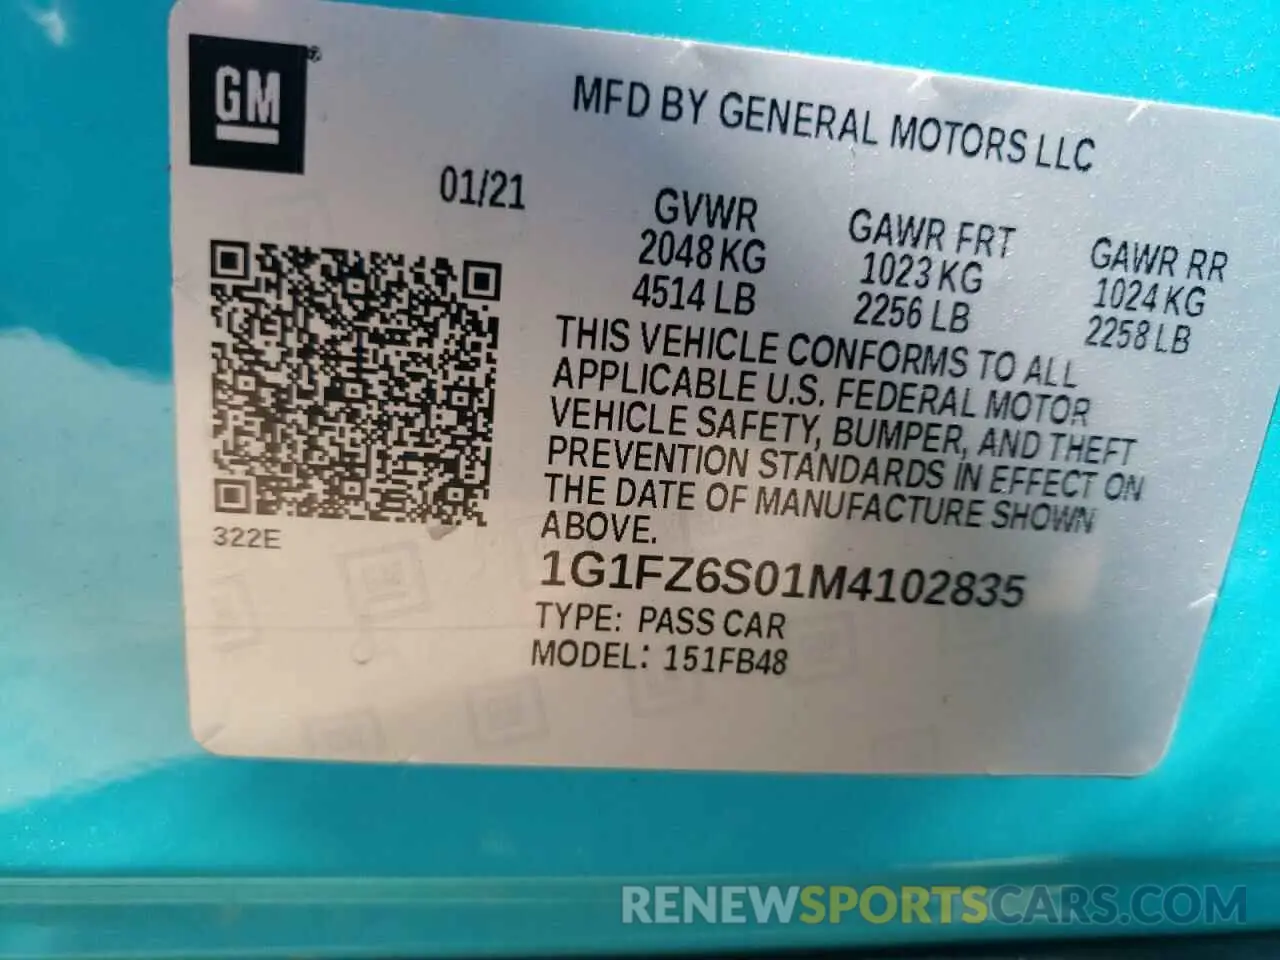 GM®
MFD BY GENERAL MOTORS LLC
01/21
GVWR GAWR FRT GAWR RR
2048 KG 1023 KG 1024 KG
4514 LB 2256 LB 2258 LB
THIS VEHICLE CONFORMS TO ALL
APPLICABLE U.S. FEDERAL MOTOR
VEHICLE SAFETY, BUMPER, AND THEFT
PREVENTION STANDARDS IN EFFECT ON
THE DATE OF MANUFACTURE SHOWN
ABOVE.
322E
1G1FZ6S01M4102835
TYPE: PASS CAR
MODEL: 151FB48
RENEWSPORTSCARS.COM